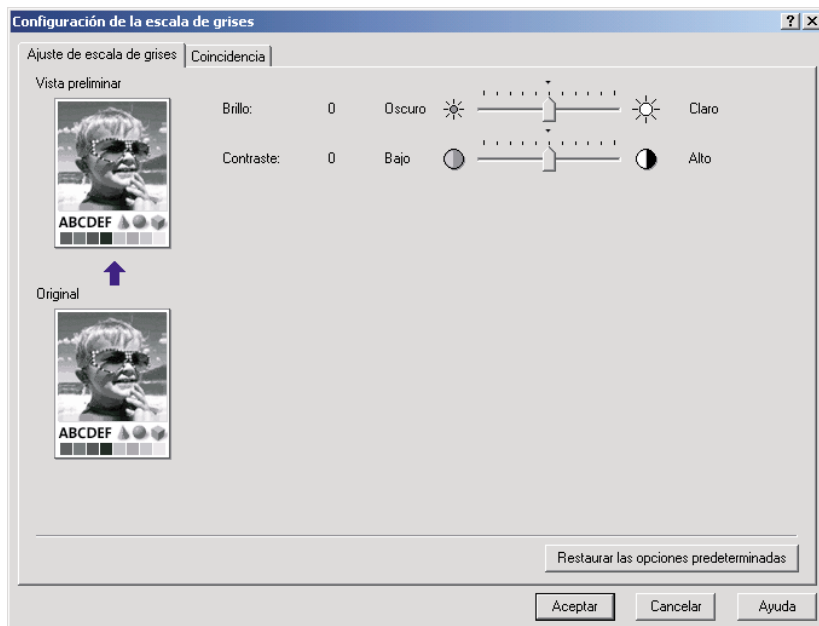 Configuración de la escala de grises
Ajuste de escala de grises Coincidencia
Vista preliminar
Brillo: 0 Oscuro Claro
Contraste: 0 Bajo Alto
ABCDEF
Original
ABCDEF
Restaurar las opciones predeterminadas
Aceptar Cancelar Ayuda